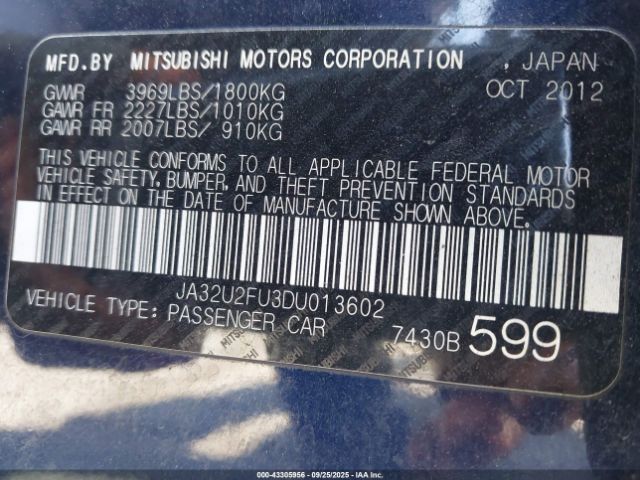 MFD.BY MITSUBISHI MOTORS CORPORATION , JAPAN
GVWR 3969LBS/1800KG OCT 2012
GAWR FR 2227LBS/1010KG
GAWR RR 2007LBS/ 910KG
THIS VEHICLE CONFORMS TO ALL APPLICABLE FEDERAL MOTOR
VEHICLE SAFETY, BUMPER, AND THEFT PREVENTION STANDARDS
IN EFFECT ON THE DATE OF MANUFACTURE SHOWN ABOVE.
JA32U2FU3DU013602
VEHICLE TYPE: PASSENGER CAR 7430B 599
000-43305956 - 09/25/2025 - IAAI.com